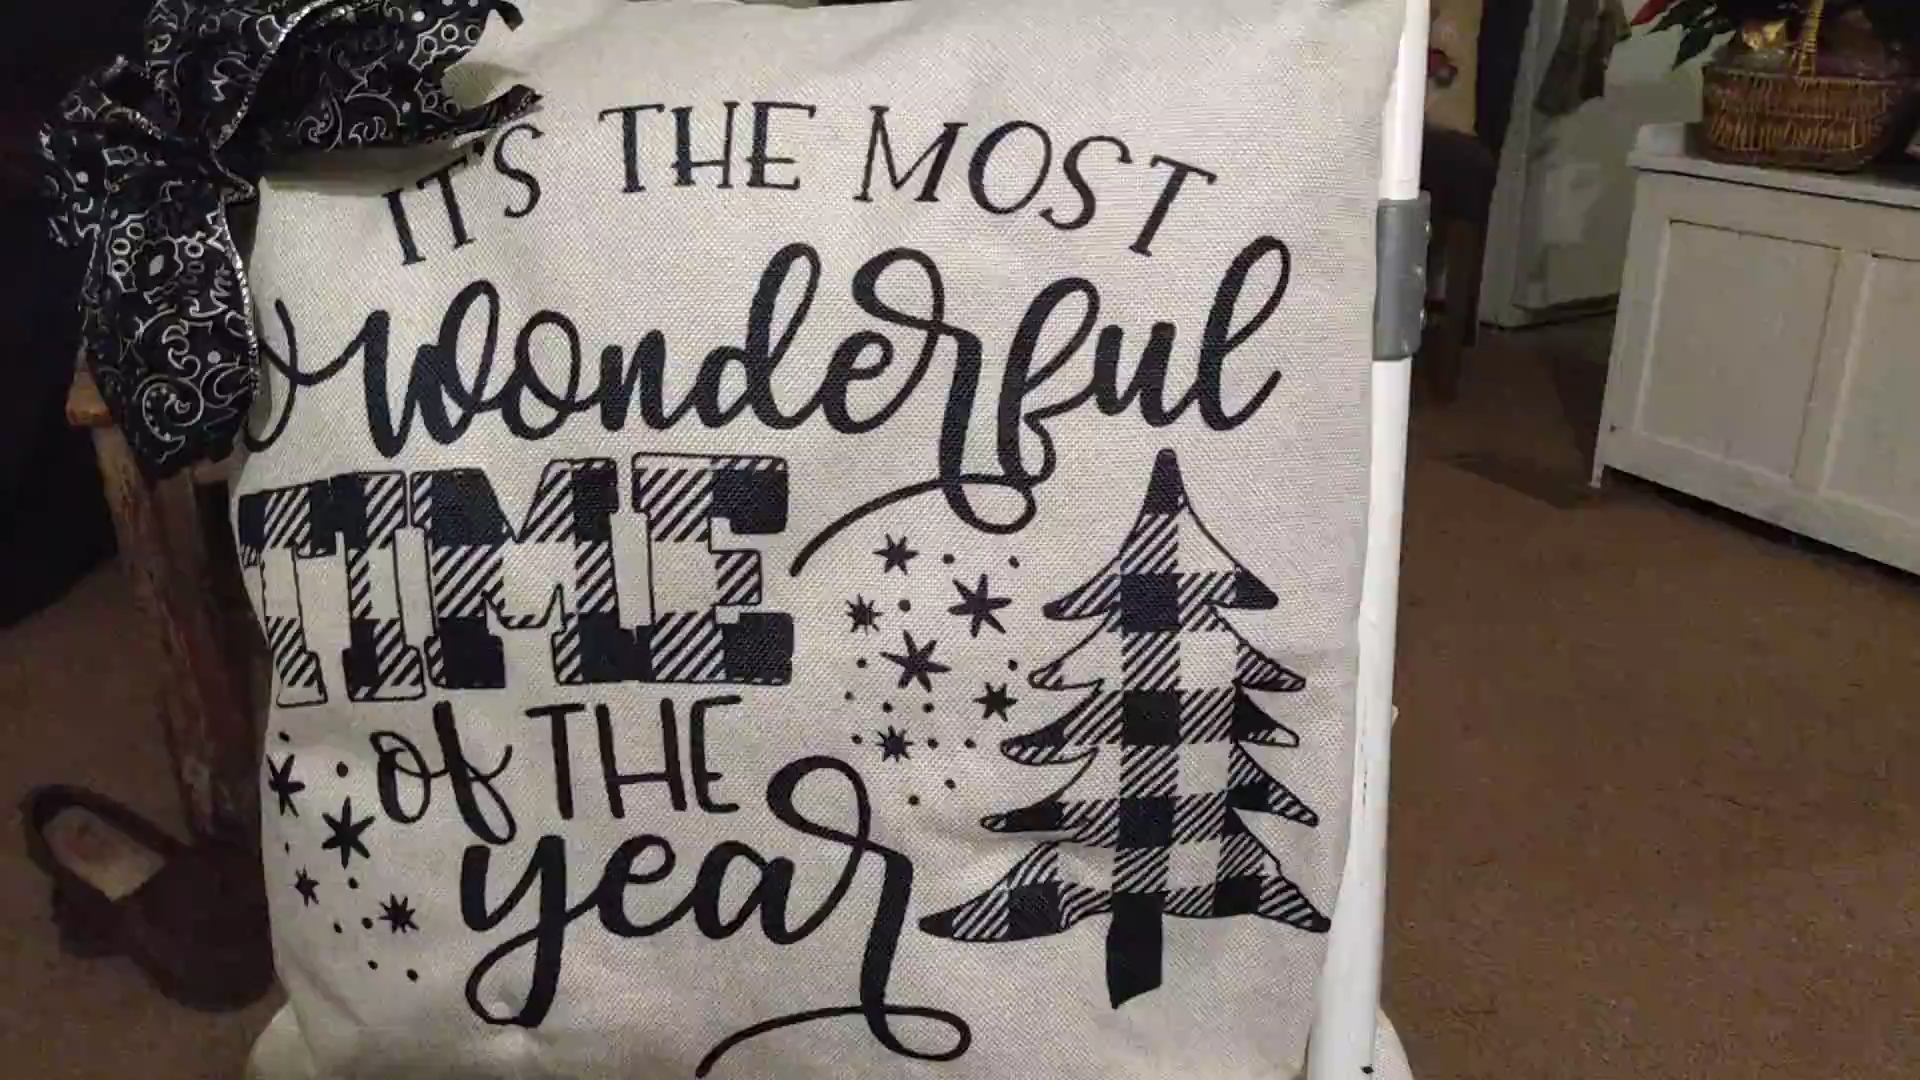 IT'S THE MOST
wonderful
TIME
of THE
year